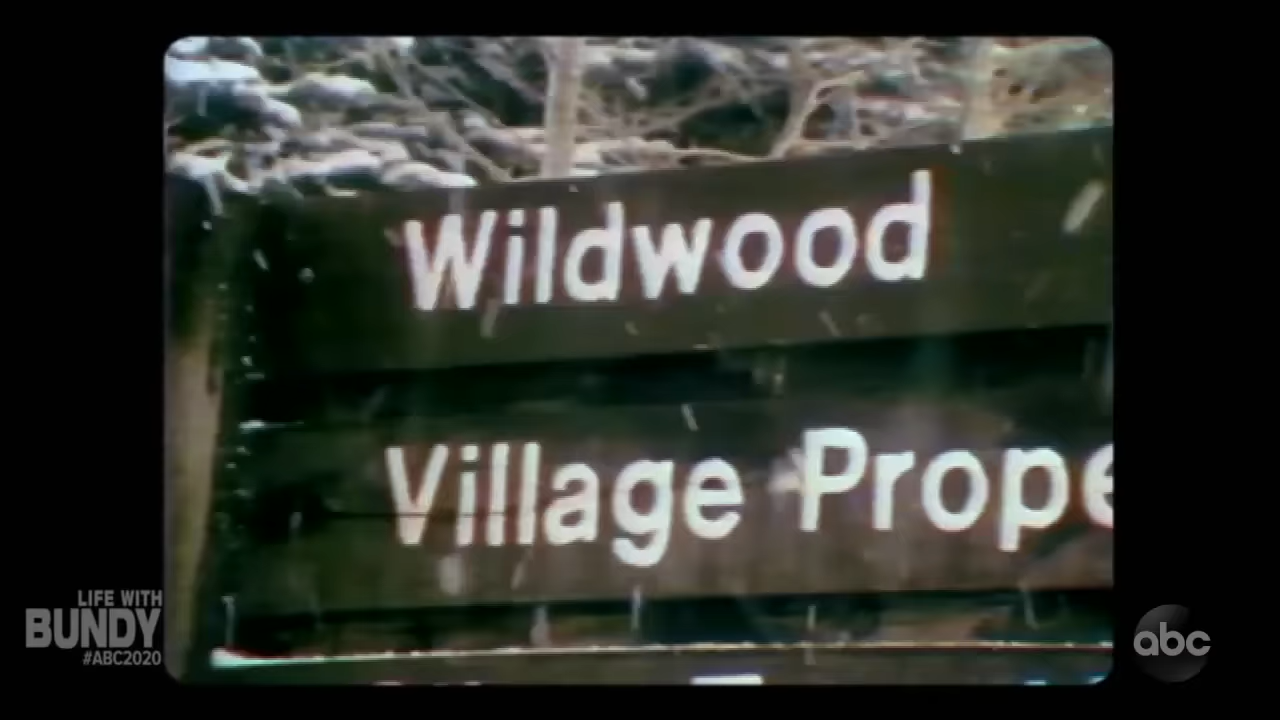 Wildwood
Village Prope
LIFE WITH
BUNDY
#ABC2020
abc